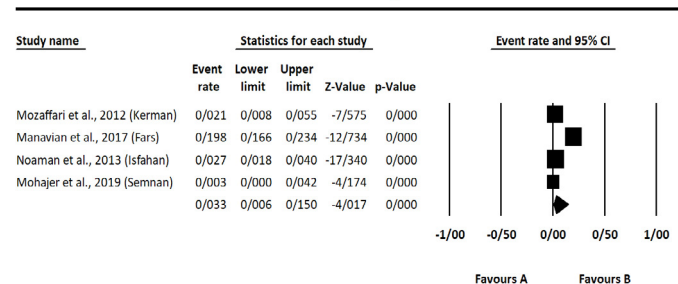 Study name Statistics for each study Event rate and 95% CI
Event Lower Upper
rate limit limit Z-Value p-Value
Mozaffari et al., 2012 (Kerman) 0/021 0/008 0/055 -7/575 0/000
Manavian et al., 2017 (Fars) 0/198 0/166 0/234 -12/734 0/000
Noaman et al., 2013 (Isfahan) 0/027 0/018 0/040 -17/340 0/000
Mohajer et al., 2019 (Semnan) 0/003 0/000 0/042 -4/174 0/000
0/033 0/006 0/150 -4/017 0/000
-1/00 -0/50 0/00 0/50 1/00
Favours A Favours B